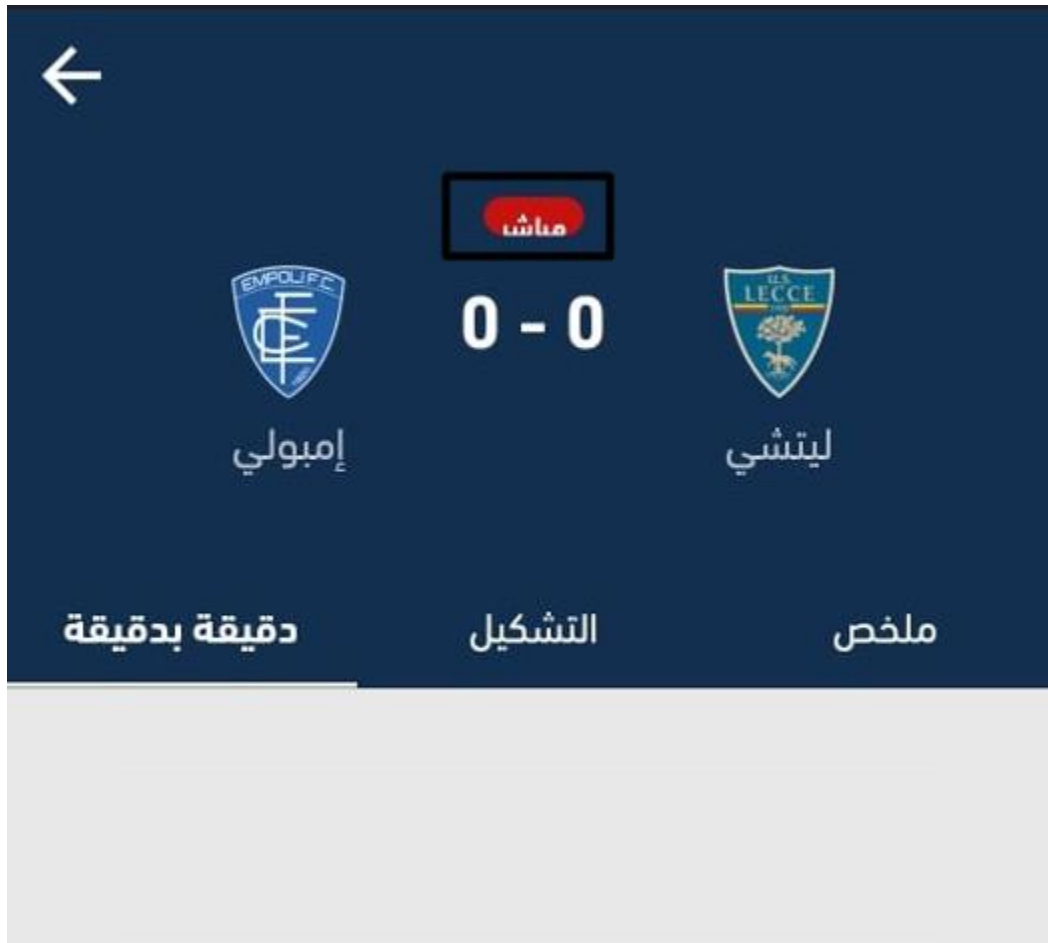 مباشر
EMPOLI F.C.
0 - 0
U.S.
LECCE
ليتشي
إمبولي
ملخص
التشكيل
دقيقة بدقيقة